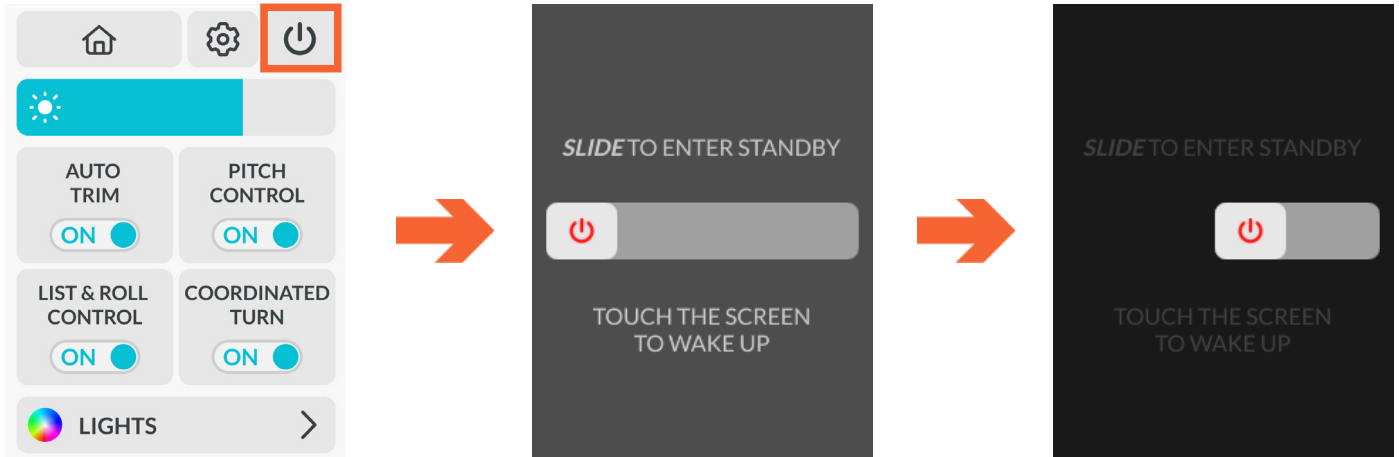 AUTO
TRIM
ON
PITCH
CONTROL
ON
LIST & ROLL
CONTROL
ON
COORDINATED
TURN
ON
LIGHTS
SLIDE TO ENTER STANDBY
TOUCH THE SCREEN
TO WAKE UP
SLIDE TO ENTER STANDBY
TOUCH THE SCREEN
TO WAKE UP